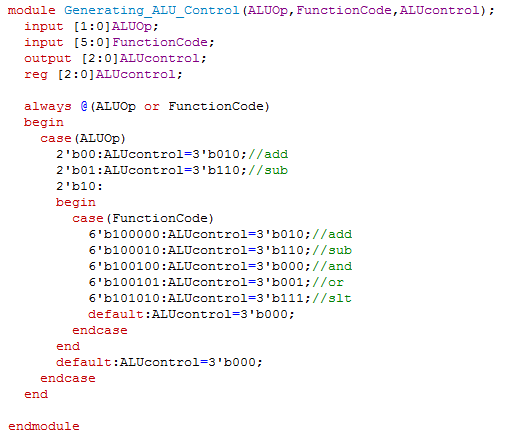 module Generating_ALU_Control(ALUOp,FunctionCode,ALUcontrol);
input [1:0]ALUOp;
input [5:0]FunctionCode;
output [2:0]ALUcontrol;
reg [2:0]ALUcontrol;
always @(ALUOp or FunctionCode)
begin
case(ALUOp)
2'b00:ALUcontrol=3'b010;//add
2'b01:ALUcontrol=3'b110;//sub
2'b10:
begin
case(FunctionCode)
6'b100000:ALUcontrol=3'b010;//add
6'b100010:ALUcontrol=3'b110;//sub
6'b100100:ALUcontrol=3'b000;//and
6'b100101:ALUcontrol=3'b001;//or
6'b101010:ALUcontrol=3'b111;//slt
default:ALUcontrol=3'b000;
endcase
end
default:ALUcontrol=3'b000;
endcase
end
endmodule